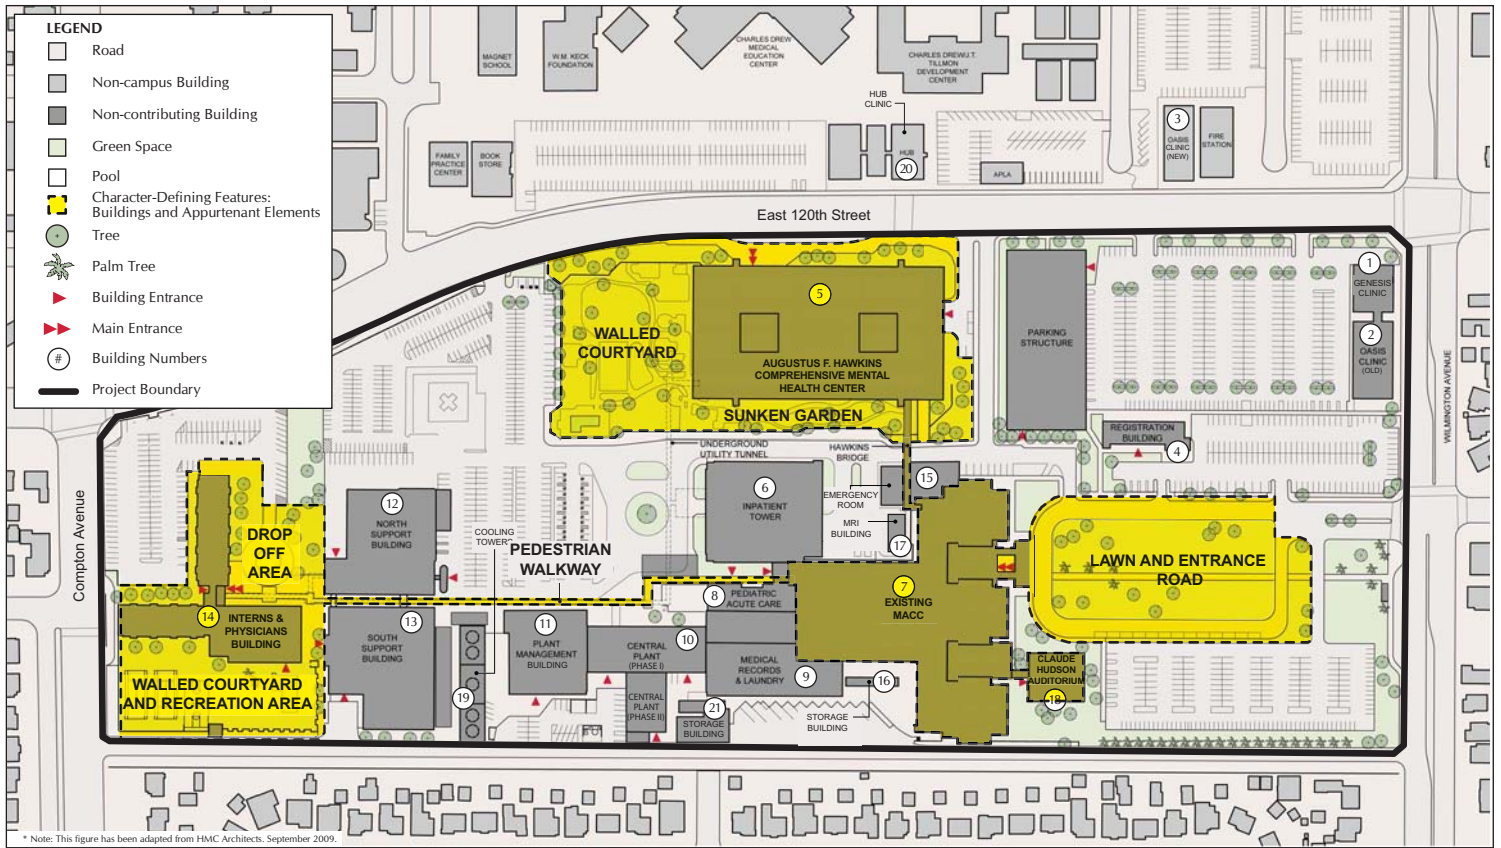 LEGEND
Road
Non-campus Building
Non-contributing Building
Green Space
Pool
Character-Defining Features:
Buildings and Appurtenant Elements
Tree
Palm Tree
Building Entrance
Main Entrance
#
Building Numbers
Project Boundary
MAGNET
SCHOOL
W.M. KECK
FOUNDATION
CHARLES DREW
MEDICAL
EDUCATION
CENTER
CHARLES DREW/J.T.
TILLMON
DEVELOPMENT
CENTER
HUB
CLINIC
HUB
20
3
OASIS
CLINIC
(NEW)
FIRE
STATION
FAMILY
PRACTICE
CENTER
BOOK
STORE
APLA
East 120th Street
WALLED
COURTYARD
5
AUGUSTUS F. HAWKINS
COMPREHENSIVE MENTAL
HEALTH CENTER
SUNKEN GARDEN
PARKING
STRUCTURE
1
GENESIS
CLINIC
2
OASIS
CLINIC
(OLD)
WILMINGTON AVENUE
REGISTRATION
BUILDING
4
UNDERGROUND
UTILITY TUNNEL
HAWKINS
BRIDGE
Compton Avenue
12
NORTH
SUPPORT
BUILDING
6
INPATIENT
TOWER
EMERGENCY
ROOM
15
MRI
BUILDING
17
COOLING
TOWERS
PEDESTRIAN
WALKWAY
DROP
OFF
AREA
LAWN AND ENTRANCE
ROAD
7
EXISTING
MACC
8
PEDIATRIC
ACUTE CARE
14
INTERNS &
PHYSICIANS
BUILDING
13
SOUTH
SUPPORT
BUILDING
11
PLANT
MANAGEMENT
BUILDING
10
CENTRAL
PLANT
(PHASE I)
MEDICAL
RECORDS
& LAUNDRY
9
16
CLAUDE
HUDSON
AUDITORIUM
18
WALLED COURTYARD
AND RECREATION AREA
19
CENTRAL
PLANT
(PHASE II)
21
STORAGE
BUILDING
STORAGE
BUILDING
* Note: This figure has been adapted from HMC Architects. September 2009.